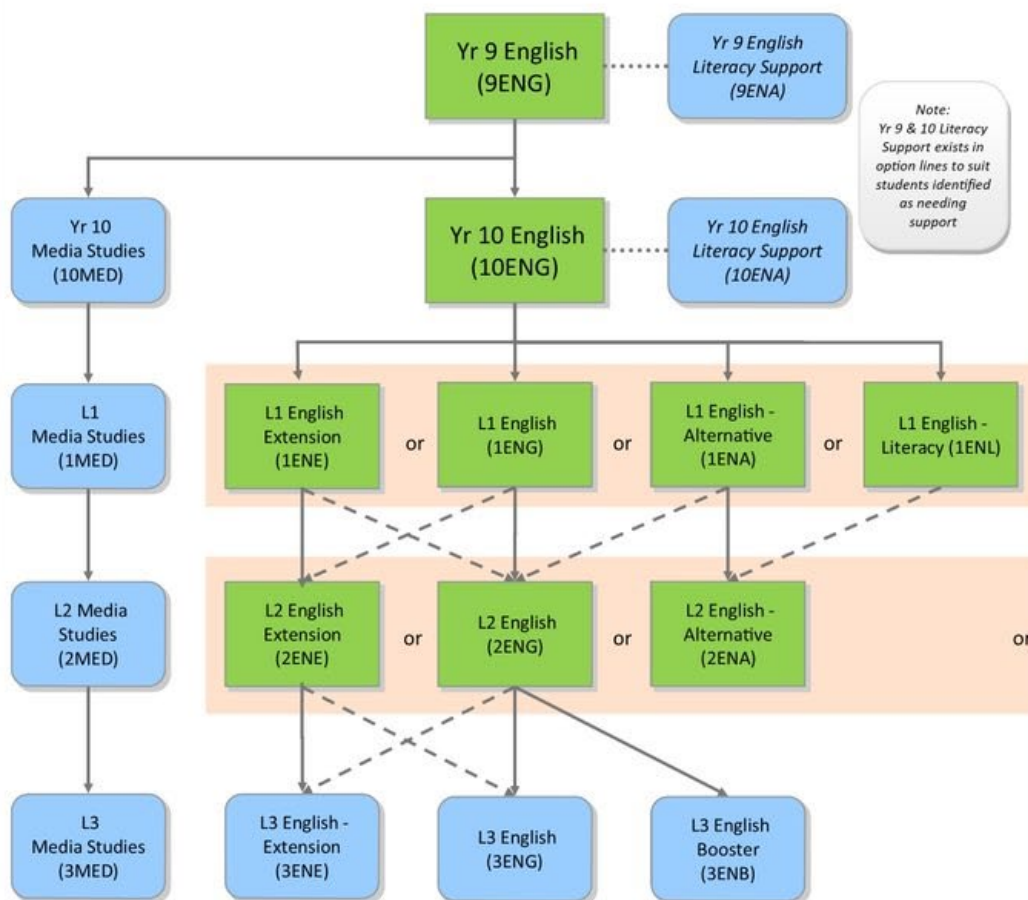 Yr 9 English
(9ENG)
Yr 9 English
Literacy Support
(9ENA)
Note:
Yr 9 & 10 Literacy
Support exists in
option lines to suit
students identified
as needing
support
Yr 10
Media Studies
(10MED)
Yr 10 English
(10ENG)
Yr 10 English
Literacy Support
(10ENA)
L1
Media Studies
(1MED)
L1 English
Extension
(1ENE)
or
L1 English
(1ENG)
or
L1 English -
Alternative
(1ENA)
or
L1 English -
Literacy (1ENL)
L2 Media
Studies
(2MED)
L2 English
Extension
(2ENE)
or
L2 English
(2ENG)
or
L2 English -
Alternative
(2ENA)
or
L3
Media Studies
(3MED)
L3 English -
Extension
(3ENE)
L3 English
(3ENG)
L3 English
Booster
(3ENB)